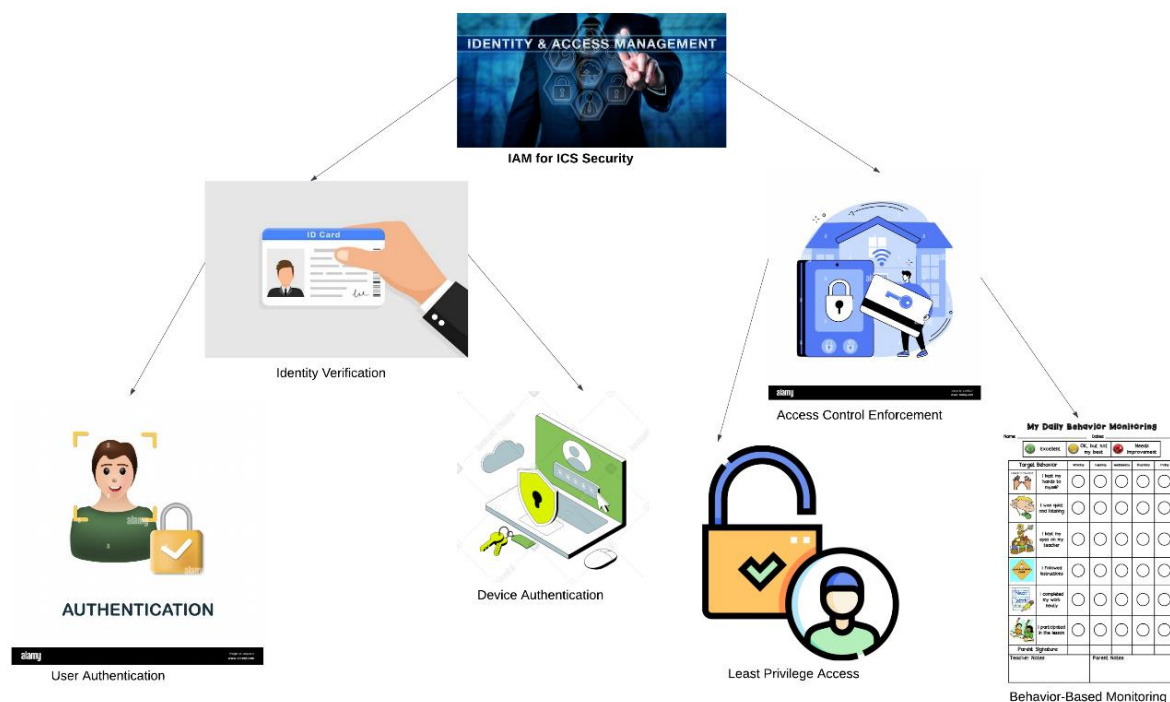 IDENTITY & ACCESS MANAGEMENT
IAM for ICS Security
ID Card
Identity Verification
alamy
Access Control Enforcement
AUTHENTICATION
alamy
alamy
User Authentication
Device Authentication
Least Privilege Access
My Daily Behavior Monitoring
Name: Dates:
Excellent
OK, but not
my best
Needs
Improvement
Target Behavior
I kept my
hands to
myself
I was quiet
and listening
I kept my
eyes on my
teacher
I followed
instructions
I completed
my work
I participated
in the lesson
Parent Signature
Teacher Notes Parent Notes
Behavior-Based Monitoring